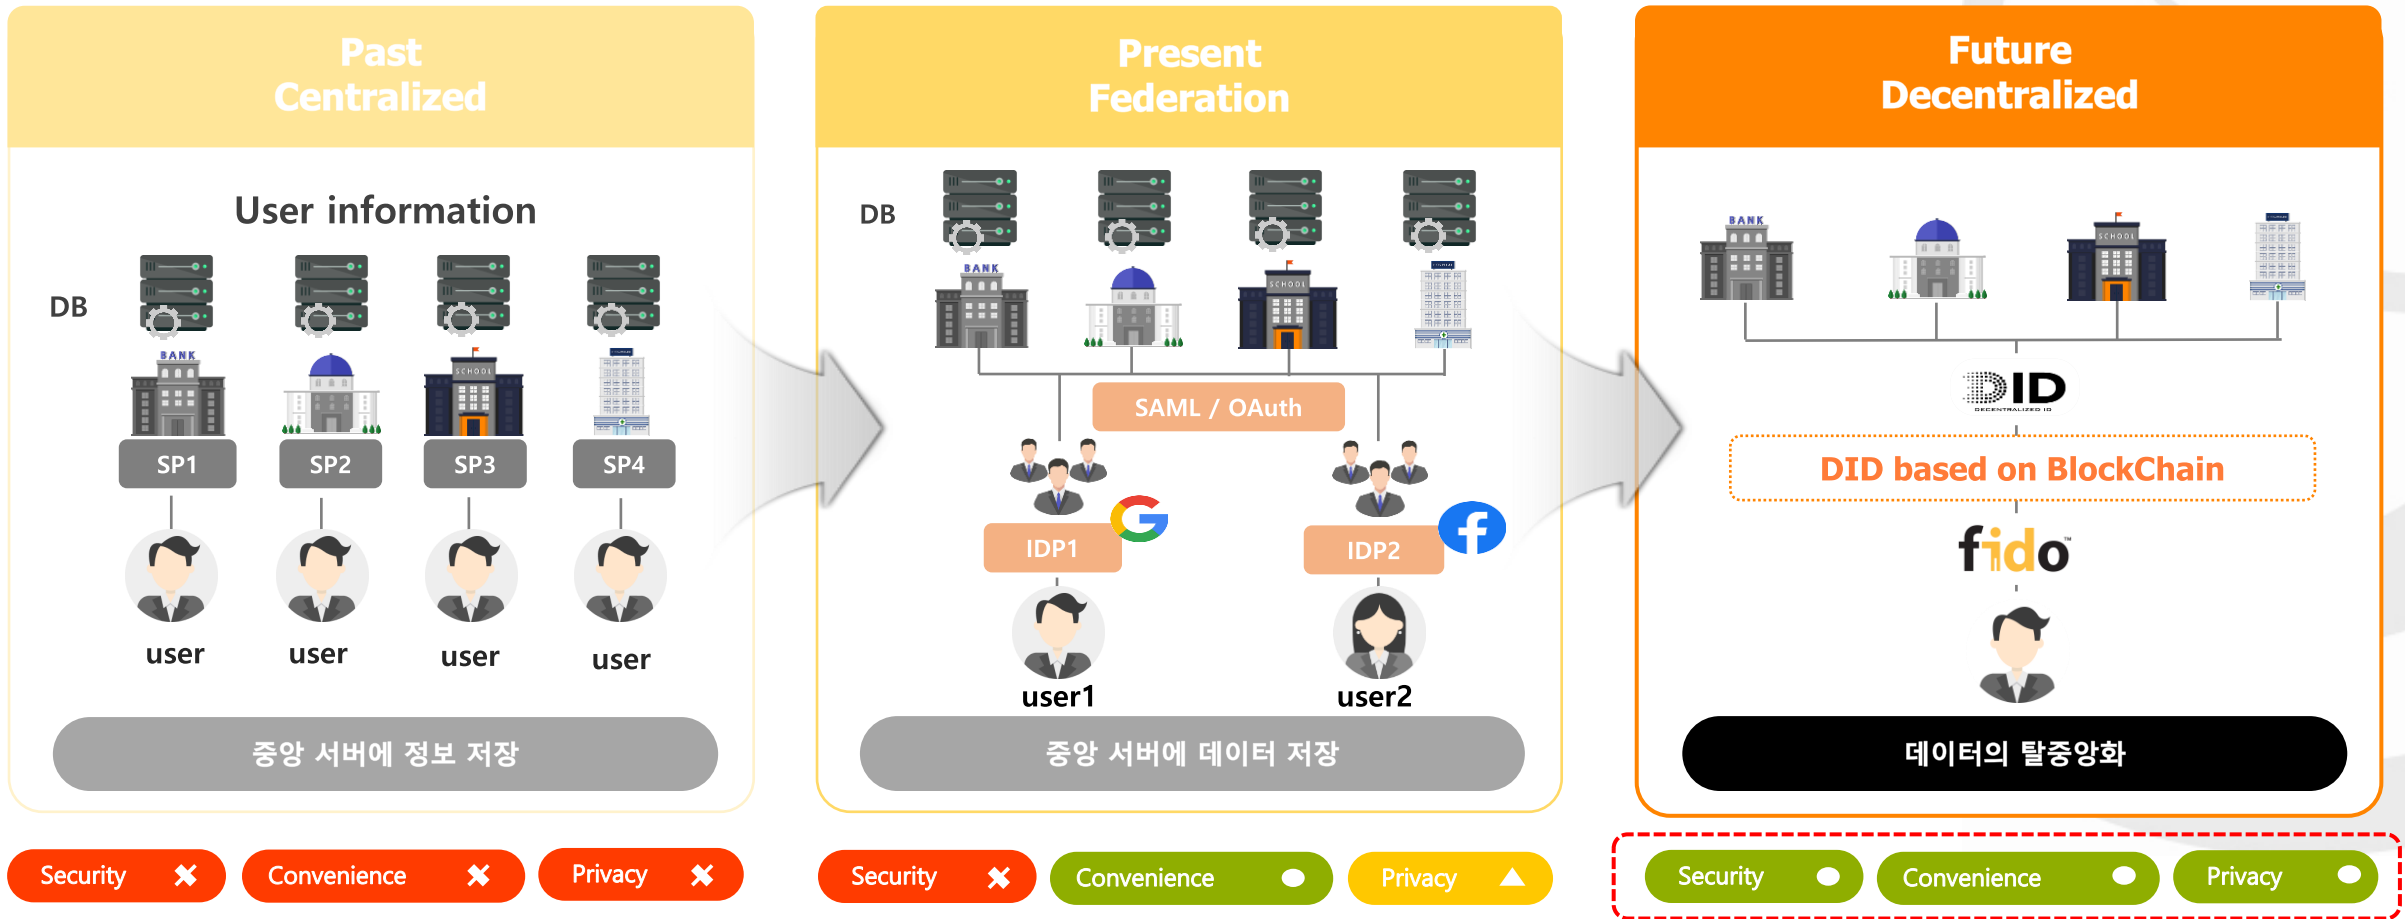 Past
Centralized
User information
DB
BANK
SCHOOL
SP1
SP2
SP3
SP4
user
user
user
user
중앙 서버에 정보 저장
Security
Convenience
Privacy
Present
Federation
DB
BANK
SCHOOL
SAML / OAuth
IDP1
IDP2
user1
user2
중앙 서버에 데이터 저장
Security
Convenience
Privacy
Future
Decentralized
BANK
SCHOOL
DID
DECENTRALIZED ID
DID based on BlockChain
fido™
데이터의 탈중앙화
Security
Convenience
Privacy